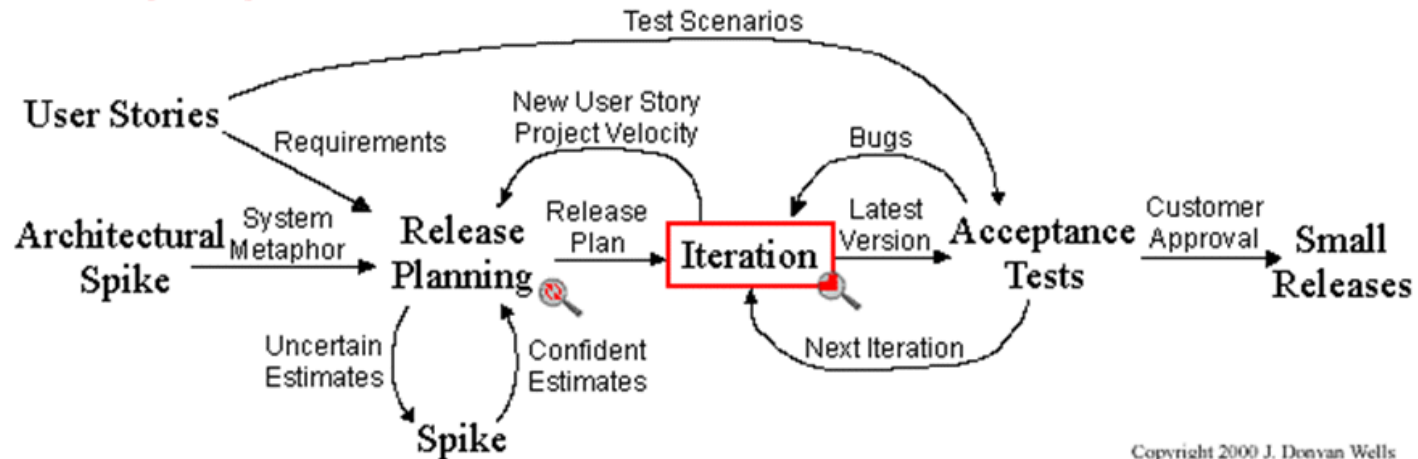 Test Scenarios
User Stories
Requirements
New User Story
Project Velocity
Bugs
Architectural
Spike
System
Metaphor
Release
Planning
Release
Plan
Iteration
Latest
Version
Acceptance
Tests
Customer
Approval
Small
Releases
Uncertain
Estimates
Confident
Estimates
Next Iteration
Spike
Copyright 2000 J. Donvan Wells